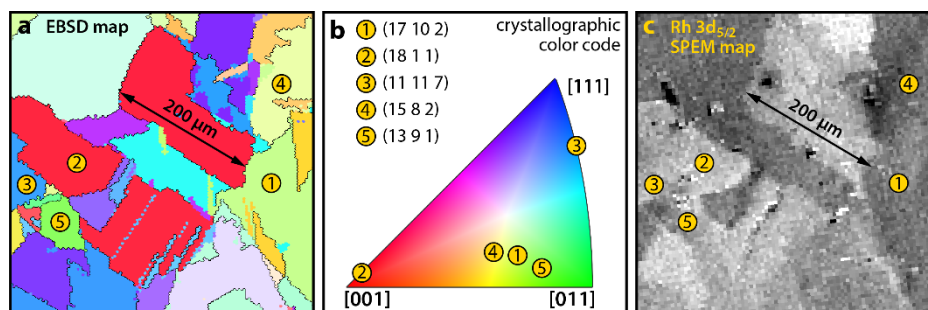 a EBSD map
200 μm
4
2
3
1
5
b
crystallographic
color code
1 (17 10 2)
2 (18 1 1)
3 (11 11 7)
4 (15 8 2)
5 (13 9 1)
[111]
3
4
1
5
2
[001]
[011]
c Rh 3d5/2
SPEM map
4
200 μm
2
3
1
5